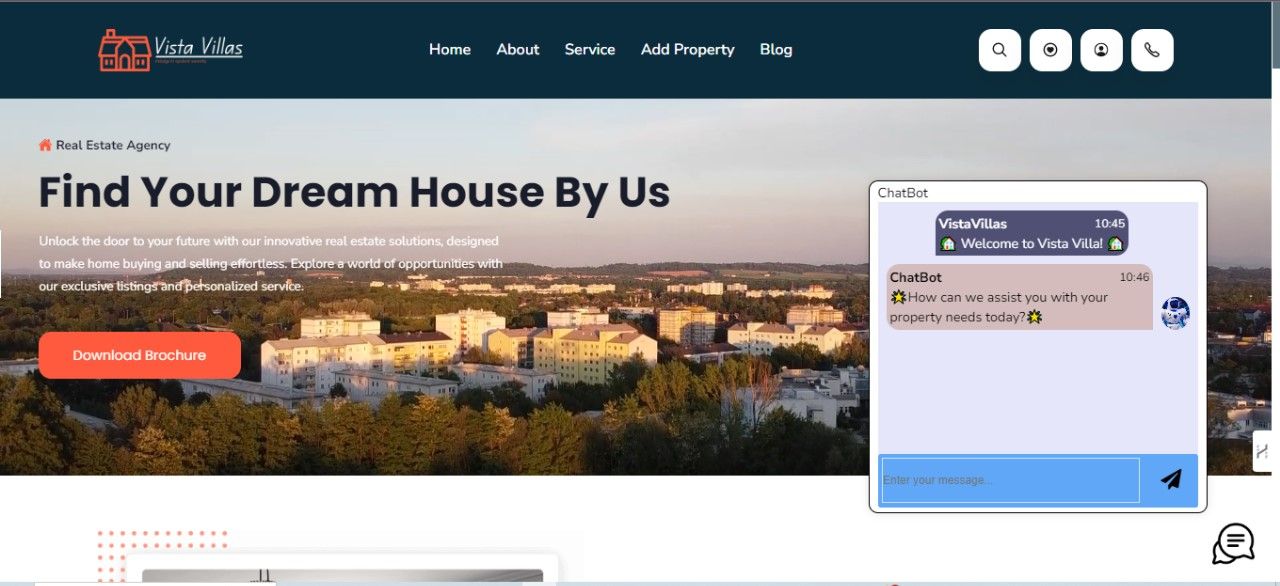 Vista Villas
Home About Service Add Property Blog
Real Estate Agency
Find Your Dream House By Us
Unlock the door to your future with our innovative real estate solutions, designed
to make home buying and selling effortless. Explore a world of opportunities with
our exclusive listings and personalized service.
Download Brochure
ChatBot
VistaVillas 10:45
🏠 Welcome to Vista Villa! 🏠
ChatBot 10:46
🌟How can we assist you with your
property needs today?🌟
Enter your message...